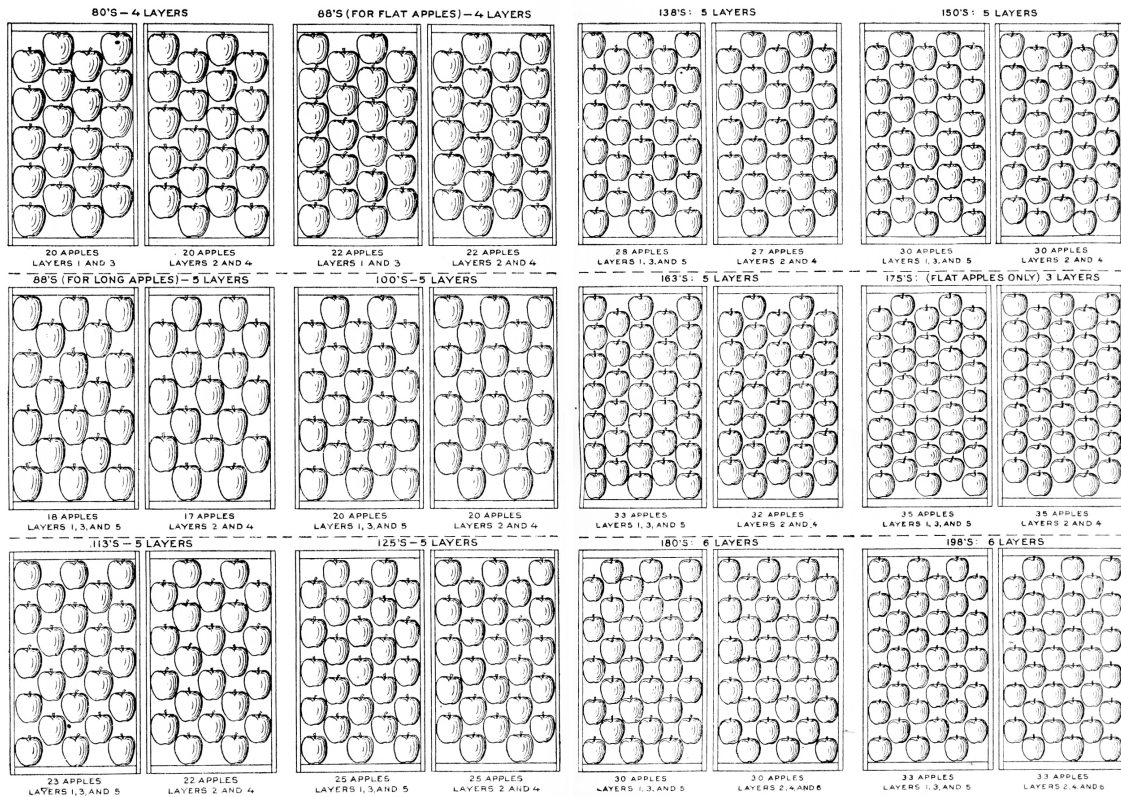 80'S – 4 LAYERS
20 APPLES
LAYERS 1 AND 3
20 APPLES
LAYERS 2 AND 4
88'S (FOR FLAT APPLES) – 4 LAYERS
22 APPLES
LAYERS 1 AND 3
22 APPLES
LAYERS 2 AND 4
138'S: 5 LAYERS
28 APPLES
LAYERS 1, 3, AND 5
27 APPLES
LAYERS 2 AND 4
150'S: 5 LAYERS
30 APPLES
LAYERS 1, 3, AND 5
30 APPLES
LAYERS 2 AND 4
88'S (FOR LONG APPLES) – 5 LAYERS
18 APPLES
LAYERS 1, 3, AND 5
17 APPLES
LAYERS 2 AND 4
100'S – 5 LAYERS
20 APPLES
LAYERS 1, 3, AND 5
20 APPLES
LAYERS 2 AND 4
163'S: 5 LAYERS
33 APPLES
LAYERS 1, 3, AND 5
32 APPLES
LAYERS 2 AND 4
175'S: (FLAT APPLES ONLY) 3 LAYERS
35 APPLES
LAYERS 1, 3, AND 5
35 APPLES
LAYERS 2 AND 4
113'S – 5 LAYERS
23 APPLES
LAYERS 1, 3, AND 5
22 APPLES
LAYERS 2 AND 4
125'S – 5 LAYERS
25 APPLES
LAYERS 1, 3, AND 5
25 APPLES
LAYERS 2 AND 4
180'S: 6 LAYERS
30 APPLES
LAYERS 1, 3, AND 5
30 APPLES
LAYERS 2, 4, AND 6
198'S: 6 LAYERS
33 APPLES
LAYERS 1, 3, AND 5
33 APPLES
LAYERS 2, 4, AND 6